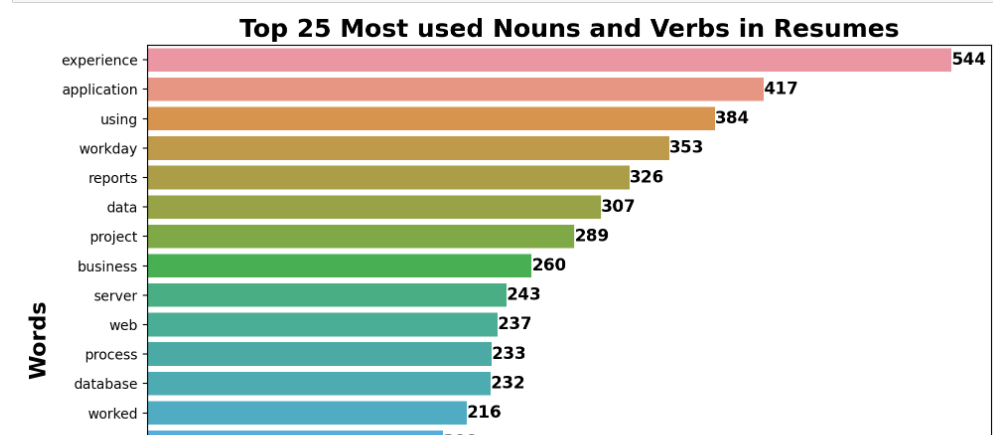 Top 25 Most used Nouns and Verbs in Resumes
experience 544
application 417
using 384
workday 353
reports 326
data 307
project 289
business 260
server 243
web 237
process 233
database 232
worked 216
Words